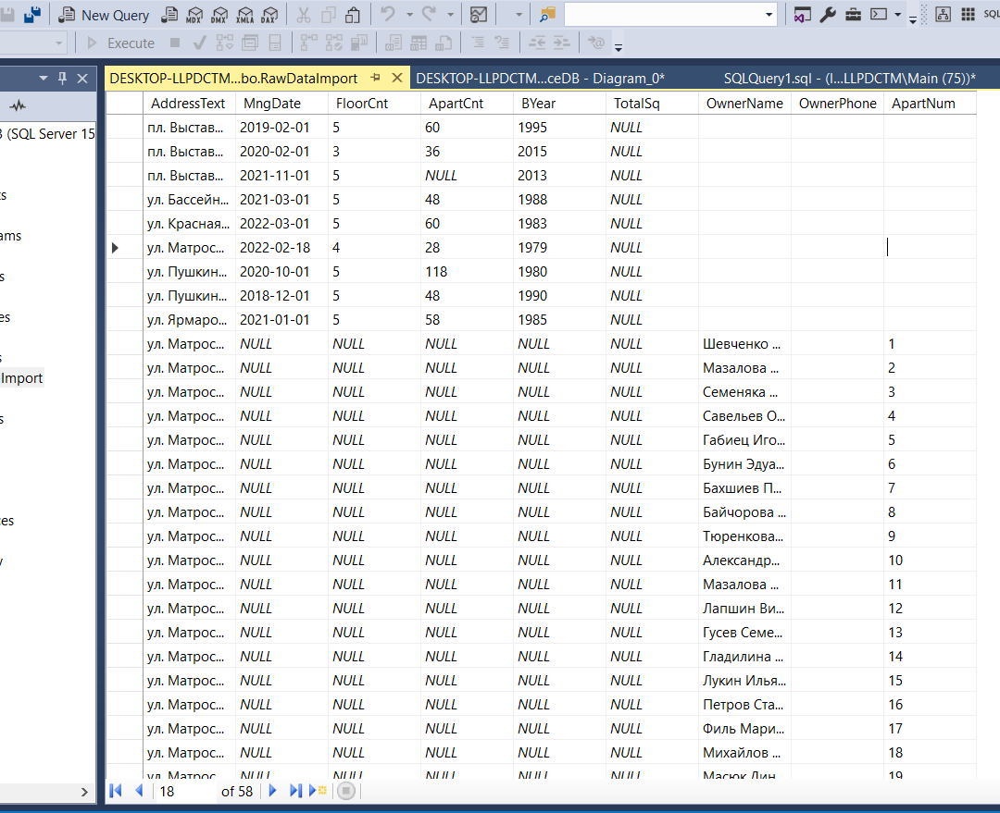 New Query MDX DMX XMLA DAX SQL
Execute
DESKTOP-LLPDCTM...bo.RawDataImport DESKTOP-LLPDCTM...ceDB - Diagram_0* SQLQuery1.sql - (l...LLPDCTM\Main (75))*
AddressText MngDate FloorCnt ApartCnt BYear TotalSq OwnerName OwnerPhone ApartNum
(SQL Server 15
Import
пл. Выстав... 2019-02-01 5 60 1995 NULL
пл. Выстав... 2020-02-01 3 36 2015 NULL
пл. Выстав... 2021-11-01 5 NULL 2013 NULL
ул. Бассейн... 2021-03-01 5 48 1988 NULL
ул. Красная... 2022-03-01 5 60 1983 NULL
ул. Матрос... 2022-02-18 4 28 1979 NULL
ул. Пушкин... 2020-10-01 5 118 1980 NULL
ул. Пушкин... 2018-12-01 5 48 1990 NULL
ул. Ярмаро... 2021-01-01 5 58 1985 NULL
ул. Матрос... NULL NULL NULL NULL NULL Шевченко ... 1
ул. Матрос... NULL NULL NULL NULL NULL Мазалова ... 2
ул. Матрос... NULL NULL NULL NULL NULL Семеняка ... 3
ул. Матрос... NULL NULL NULL NULL NULL Савельев О... 4
ул. Матрос... NULL NULL NULL NULL NULL Габиец Иго... 5
ул. Матрос... NULL NULL NULL NULL NULL Бунин Эдуа... 6
ул. Матрос... NULL NULL NULL NULL NULL Бахшиев П... 7
ул. Матрос... NULL NULL NULL NULL NULL Байчорова ... 8
ул. Матрос... NULL NULL NULL NULL NULL Тюренкова... 9
ул. Матрос... NULL NULL NULL NULL NULL Александр... 10
ул. Матрос... NULL NULL NULL NULL NULL Мазалова ... 11
ул. Матрос... NULL NULL NULL NULL NULL Лапшин Ви... 12
ул. Матрос... NULL NULL NULL NULL NULL Гусев Семе... 13
ул. Матрос... NULL NULL NULL NULL NULL Гладилина ... 14
ул. Матрос... NULL NULL NULL NULL NULL Лукин Илья... 15
ул. Матрос... NULL NULL NULL NULL NULL Петров Ста... 16
ул. Матрос... NULL NULL NULL NULL NULL Филь Мари... 17
ул. Матрос... NULL NULL NULL NULL NULL Михайлов ... 18
ул. Матрос... NULL NULL NULL NULL NULL Масюк Дин... 19
18 of 58